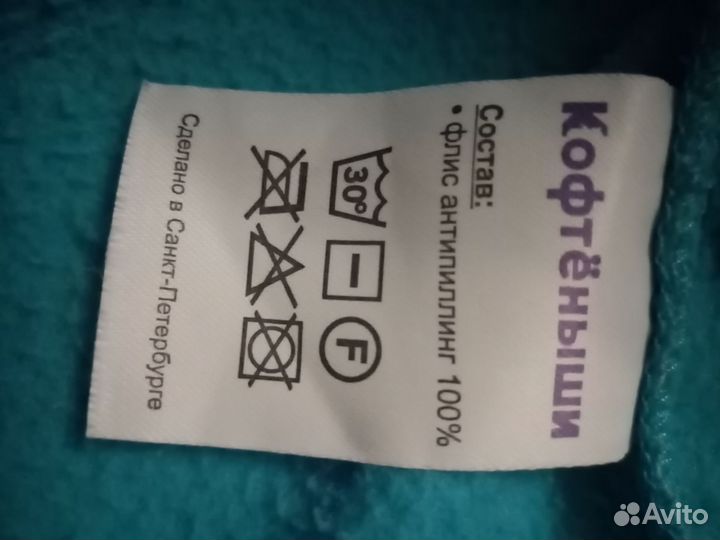 Кофтёныши
Состав:
• флис антипиллинг 100%
30°
F
Сделано в Санкт-Петербурге
Avito